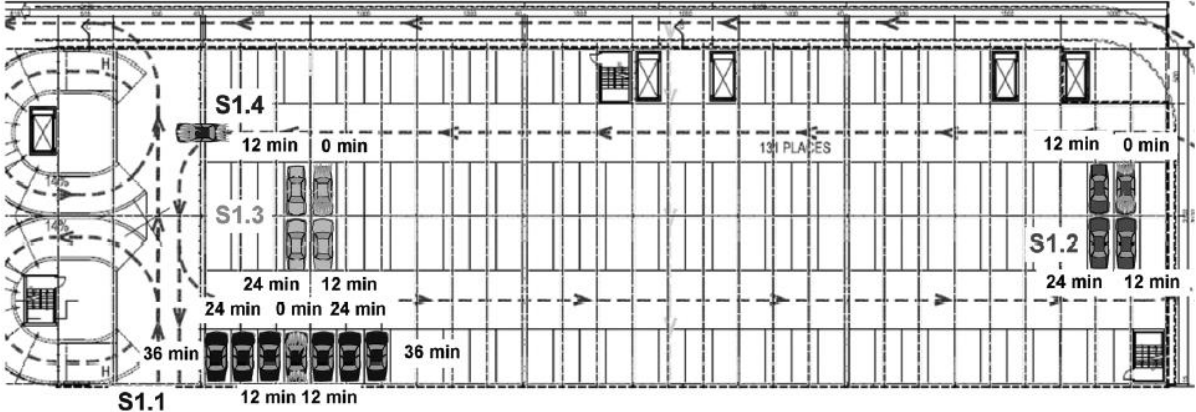 S1.4
12 min 0 min
131 PLACES
12 min 0 min
14%
S1.3
14%
S1.2
24 min 12 min
24 min 12 min
24 min 0 min 24 min
36 min
36 min
H
H
S1.1
12 min 12 min